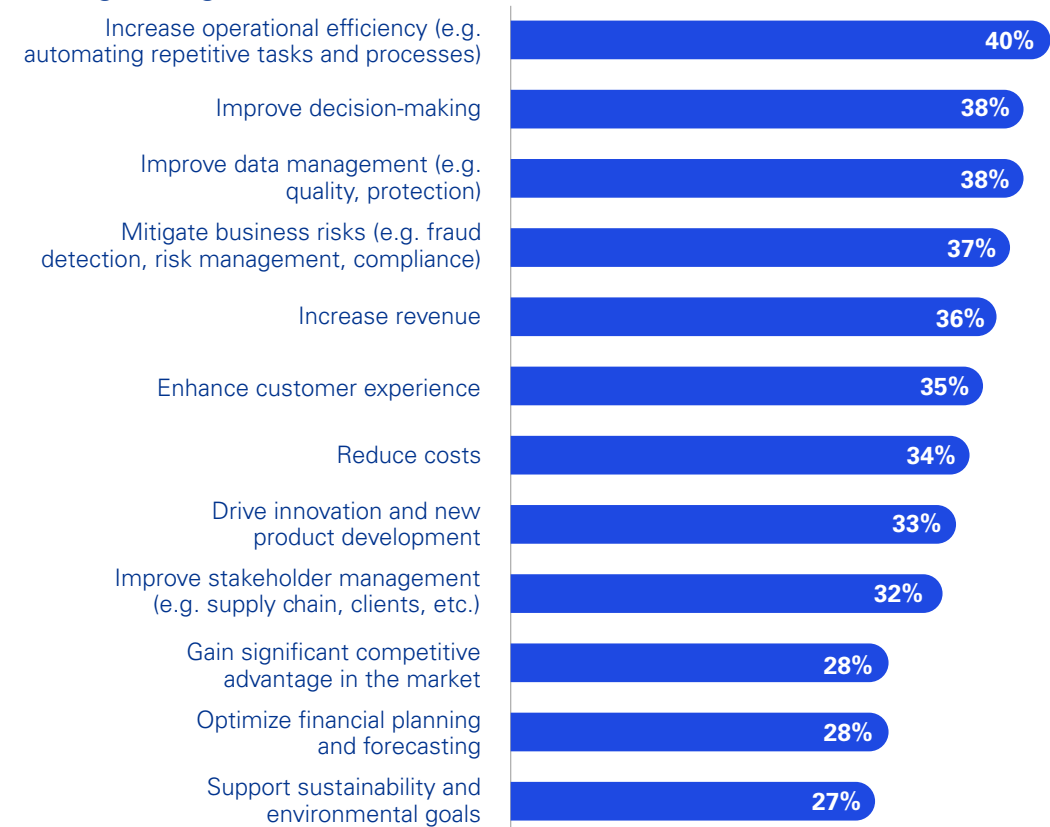 Increase operational efficiency (e.g.
automating repetitive tasks and processes)
40%
Improve decision-making
38%
Improve data management (e.g.
quality, protection)
38%
Mitigate business risks (e.g. fraud
detection, risk management, compliance)
37%
Increase revenue
36%
Enhance customer experience
35%
Reduce costs
34%
Drive innovation and new
product development
33%
Improve stakeholder management
(e.g. supply chain, clients, etc.)
32%
Gain significant competitive
advantage in the market
28%
Optimize financial planning
and forecasting
28%
Support sustainability and
environmental goals
27%